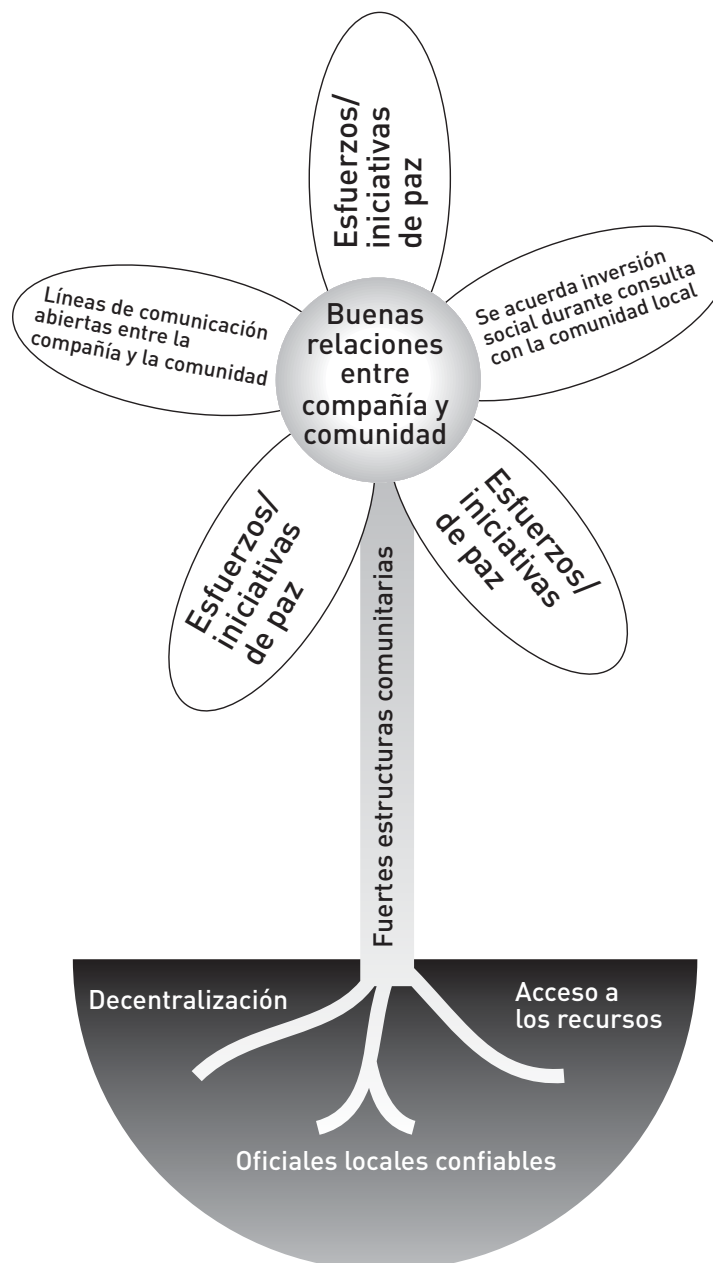 Esfuerzos/
iniciativas
de paz
Líneas de comunicación
abiertas entre la
compañía y la comunidad
Buenas
relaciones
entre
compañía y
comunidad
Se acuerda inversión
social durante consulta
con la comunidad local
Esfuerzos/
iniciativas
de paz
Esfuerzos/
iniciativas
de paz
Fuertes estructuras comunitarias
Decentralización
Acceso a
los recursos
Oficiales locales confiables